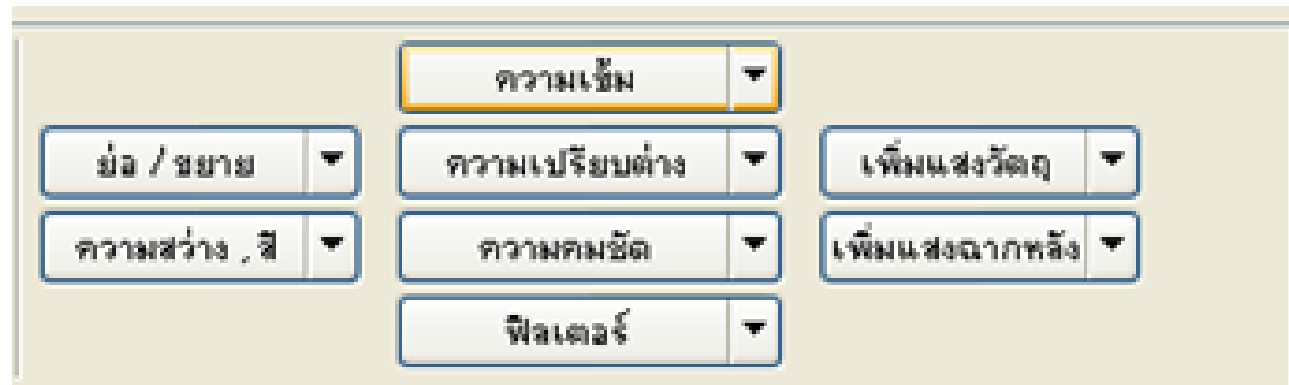 ความเข้ม
ย่อ / ขยาย
ความเปรียบต่าง
เพิ่มแสงวัตถุ
ความสว่าง , สี
ความคมชัด
เพิ่มแสงฉากหลัง
ฟิลเตอร์